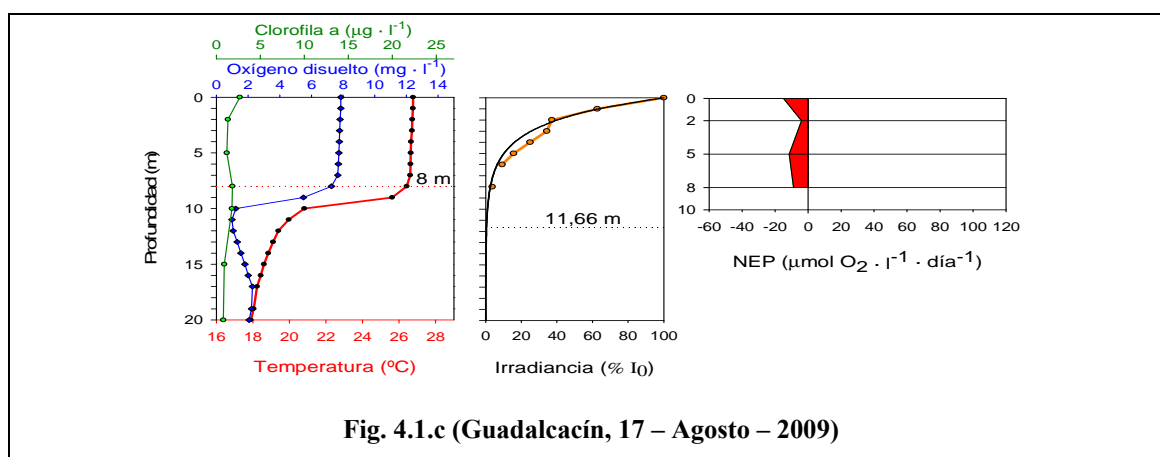 Clorofila a (µg · l⁻¹)
0 5 10 15 20 25
Oxígeno disuelto (mg · l⁻¹)
0 2 4 6 8 10 12 14
Profundidad (m)
0
5
10
15
20
8 m
16 18 20 22 24 26 28
Temperatura (ºC)
11,66 m
0 20 40 60 80 100
Irradiancia (% I₀)
0
2
5
8
10
-60 -40 -20 0 20 40 60 80 100 120
NEP (µmol O₂ · l⁻¹ · día⁻¹)
Fig. 4.1.c (Guadalcacín, 17 – Agosto – 2009)